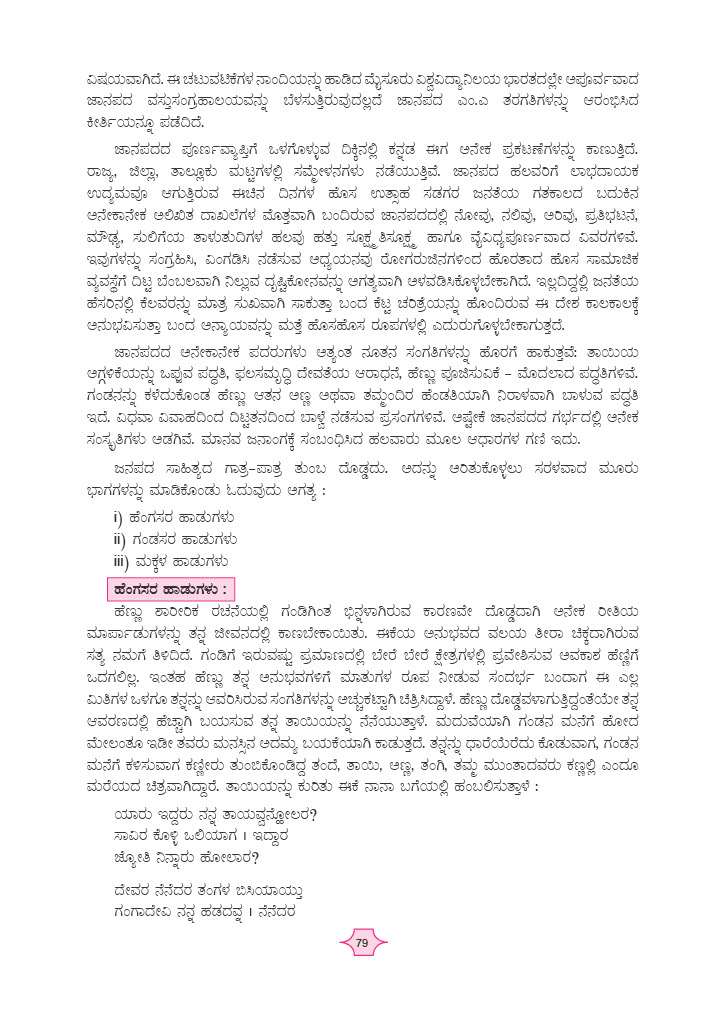 ವಿಷಯವಾಗಿದೆ. ಈ ಚಟುವಟಿಕೆಗಳ ನಾಂದಿಯನ್ನು ಹಾಡಿದ ಮೈಸೂರು ವಿಶ್ವವಿದ್ಯಾನಿಲಯ ಭಾರತದಲ್ಲೇ ಅಪೂರ್ವವಾದ
ಜಾನಪದ ವಸ್ತುಸಂಗ್ರಹಾಲಯವನ್ನು ಬೆಳಸುತ್ತಿರುವುದಲ್ಲದೆ ಜಾನಪದ ಎಂ.ಎ ತರಗತಿಗಳನ್ನು ಆರಂಭಿಸಿದ
ಕೀರ್ತಿಯನ್ನೂ ಪಡೆದಿದೆ.
ಜಾನಪದದ ಪೂರ್ಣವ್ಯಾಪ್ತಿಗೆ ಒಳಗೊಳ್ಳುವ ದಿಕ್ಕಿನಲ್ಲಿ ಕನ್ನಡ ಈಗ ಅನೇಕ ಪ್ರಕಟಣೆಗಳನ್ನು ಕಾಣುತ್ತಿದೆ.
ರಾಜ್ಯ, ಜಿಲ್ಲಾ, ತಾಲ್ಲೂಕು ಮಟ್ಟಗಳಲ್ಲಿ ಸಮ್ಮೇಳನಗಳು ನಡೆಯುತ್ತಿವೆ. ಜಾನಪದ ಹಲವರಿಗೆ ಲಾಭದಾಯಕ
ಉದ್ಯಮವೂ ಆಗುತ್ತಿರುವ ಈಚಿನ ದಿನಗಳ ಹೊಸ ಉತ್ಸಾಹ ಸಡಗರ ಜನತೆಯ ಗತಕಾಲದ ಬದುಕಿನ
ಅನೇಕಾನೇಕ ಅಲಿಖಿತ ದಾಖಲೆಗಳ ಮೊತ್ತವಾಗಿ ಬಂದಿರುವ ಜಾನಪದದಲ್ಲಿ ನೋವು, ನಲಿವು, ಅರಿವು, ಪ್ರತಿಭಟನೆ,
ಮೌಢ್ಯ, ಸುಲಿಗೆಯ ತಾಳುತುದಿಗಳ ಹಲವು ಹತ್ತು ಸೂಕ್ಷ್ಮತಿಸೂಕ್ಷ್ಮ ಹಾಗೂ ವೈವಿಧ್ಯಪೂರ್ಣವಾದ ವಿವರಗಳಿವೆ.
ಇವುಗಳನ್ನು ಸಂಗ್ರಹಿಸಿ, ವಿಂಗಡಿಸಿ ನಡೆಸುವ ಅಧ್ಯಯನವು ರೋಗರುಜಿನಗಳಿಂದ ಹೊರತಾದ ಹೊಸ ಸಾಮಾಜಿಕ
ವ್ಯವಸ್ಥೆಗೆ ದಿಟ್ಟ ಬೆಂಬಲವಾಗಿ ನಿಲ್ಲುವ ದೃಷ್ಟಿಕೋನವನ್ನು ಅಗತ್ಯವಾಗಿ ಅಳವಡಿಸಿಕೊಳ್ಳಬೇಕಾಗಿದೆ. ಇಲ್ಲದಿದ್ದಲ್ಲಿ ಜನತೆಯ
ಹೆಸರಿನಲ್ಲಿ ಕೆಲವರನ್ನು ಮಾತ್ರ ಸುಖವಾಗಿ ಸಾಕುತ್ತಾ ಬಂದ ಕೆಟ್ಟ ಚರಿತ್ರೆಯನ್ನು ಹೊಂದಿರುವ ಈ ದೇಶ ಕಾಲಕಾಲಕ್ಕೆ
ಅನುಭವಿಸುತ್ತಾ ಬಂದ ಅನ್ಯಾಯವನ್ನು ಮತ್ತೆ ಹೊಸಹೊಸ ರೂಪಗಳಲ್ಲಿ ಎದುರುಗೊಳ್ಳಬೇಕಾಗುತ್ತದೆ.
ಜಾನಪದದ ಅನೇಕಾನೇಕ ಪದರುಗಳು ಅತ್ಯಂತ ನೂತನ ಸಂಗತಿಗಳನ್ನು ಹೊರಗೆ ಹಾಕುತ್ತವೆ: ತಾಯಿಯ
ಅಗ್ಗಳಿಕೆಯನ್ನು ಒಪ್ಪುವ ಪದ್ಧತಿ, ಫಲಸಮೃದ್ಧಿ ದೇವತೆಯ ಆರಾಧನೆ, ಹೆಣ್ಣು ಪೂಜಿಸುವಿಕೆ – ಮೊದಲಾದ ಪದ್ಧತಿಗಳಿವೆ.
ಗಂಡನನ್ನು ಕಳೆದುಕೊಂಡ ಹೆಣ್ಣು ಆತನ ಅಣ್ಣ ಅಥವಾ ತಮ್ಮಂದಿರ ಹೆಂಡತಿಯಾಗಿ ನಿರಾಳವಾಗಿ ಬಾಳುವ ಪದ್ಧತಿ
ಇದೆ. ವಿಧವಾ ವಿವಾಹದಿಂದ ದಿಟ್ಟತನದಿಂದ ಬಾಳ್ವೆ ನಡೆಸುವ ಪ್ರಸಂಗಗಳಿವೆ. ಅಷ್ಟೇಕೆ ಜಾನಪದದ ಗರ್ಭದಲ್ಲಿ ಅನೇಕ
ಸಂಸ್ಕೃತಿಗಳು ಅಡಗಿವೆ. ಮಾನವ ಜನಾಂಗಕ್ಕೆ ಸಂಬಂಧಿಸಿದ ಹಲವಾರು ಮೂಲ ಆಧಾರಗಳ ಗಣಿ ಇದು.
ಜನಪದ ಸಾಹಿತ್ಯದ ಗಾತ್ರ–ಪಾತ್ರ ತುಂಬ ದೊಡ್ಡದು. ಅದನ್ನು ಅರಿತುಕೊಳ್ಳಲು ಸರಳವಾದ ಮೂರು
ಭಾಗಗಳನ್ನು ಮಾಡಿಕೊಂಡು ಓದುವುದು ಅಗತ್ಯ :
i) ಹೆಂಗಸರ ಹಾಡುಗಳು
ii) ಗಂಡಸರ ಹಾಡುಗಳು
iii) ಮಕ್ಕಳ ಹಾಡುಗಳು
ಹೆಂಗಸರ ಹಾಡುಗಳು :
ಹೆಣ್ಣು ಶಾರೀರಿಕ ರಚನೆಯಲ್ಲಿ ಗಂಡಿಗಿಂತ ಭಿನ್ನಳಾಗಿರುವ ಕಾರಣವೇ ದೊಡ್ಡದಾಗಿ ಅನೇಕ ರೀತಿಯ
ಮಾರ್ಪಾಡುಗಳನ್ನು ತನ್ನ ಜೀವನದಲ್ಲಿ ಕಾಣಬೇಕಾಯಿತು. ಈಕೆಯ ಅನುಭವದ ವಲಯ ತೀರಾ ಚಿಕ್ಕದಾಗಿರುವ
ಸತ್ಯ ನಮಗೆ ತಿಳಿದಿದೆ. ಗಂಡಿಗೆ ಇರುವಷ್ಟು ಪ್ರಮಾಣದಲ್ಲಿ ಬೇರೆ ಬೇರೆ ಕ್ಷೇತ್ರಗಳಲ್ಲಿ ಪ್ರವೇಶಿಸುವ ಅವಕಾಶ ಹೆಣ್ಣಿಗೆ
ಒದಗಲಿಲ್ಲ. ಇಂತಹ ಹೆಣ್ಣು ತನ್ನ ಅನುಭವಗಳಿಗೆ ಮಾತುಗಳ ರೂಪ ನೀಡುವ ಸಂದರ್ಭ ಬಂದಾಗ ಈ ಎಲ್ಲ
ಮಿತಿಗಳ ಒಳಗೂ ತನ್ನನ್ನು ಆವರಿಸಿರುವ ಸಂಗತಿಗಳನ್ನು ಅಚ್ಚುಕಟ್ಟಾಗಿ ಚಿತ್ರಿಸಿದ್ದಾಳೆ. ಹೆಣ್ಣು ದೊಡ್ಡವಳಾಗುತ್ತಿದ್ದಂತೆಯೇ ತನ್ನ
ಆವರಣದಲ್ಲಿ ಹೆಚ್ಚಾಗಿ ಬಯಸುವ ತನ್ನ ತಾಯಿಯನ್ನು ನೆನೆಯುತ್ತಾಳೆ. ಮದುವೆಯಾಗಿ ಗಂಡನ ಮನೆಗೆ ಹೋದ
ಮೇಲಂತೂ ಇಡೀ ತವರು ಮನಸ್ಸಿನ ಅದಮ್ಯ ಬಯಕೆಯಾಗಿ ಕಾಡುತ್ತದೆ. ತನ್ನನ್ನು ಧಾರೆಯೆರೆದು ಕೊಡುವಾಗ, ಗಂಡನ
ಮನೆಗೆ ಕಳಿಸುವಾಗ ಕಣ್ಣೀರು ತುಂಬಿಕೊಂಡಿದ್ದ ತಂದೆ, ತಾಯಿ, ಅಣ್ಣ, ತಂಗಿ, ತಮ್ಮ ಮುಂತಾದವರು ಕಣ್ಣಲ್ಲಿ ಎಂದೂ
ಮರೆಯದ ಚಿತ್ರವಾಗಿದ್ದಾರೆ. ತಾಯಿಯನ್ನು ಕುರಿತು ಈಕೆ ನಾನಾ ಬಗೆಯಲ್ಲಿ ಹಂಬಲಿಸುತ್ತಾಳೆ :
ಯಾರು ಇದ್ದರು ನನ್ನ ತಾಯವ್ವನ್ಹೋಲರ?
ಸಾವಿರ ಕೊಳ್ಳಿ ಒಲಿಯಾಗ । ಇದ್ದಾರ
ಜ್ಯೋತಿ ನಿನ್ಯಾರು ಹೋಲಾರ?
ದೇವರ ನೆನೆದರ ತಂಗಳ ಬಿಸಿಯಾಯ್ತು
ಗಂಗಾದೇವಿ ನನ್ನ ಹಡದವ್ನ । ನೆನೆದರ
79